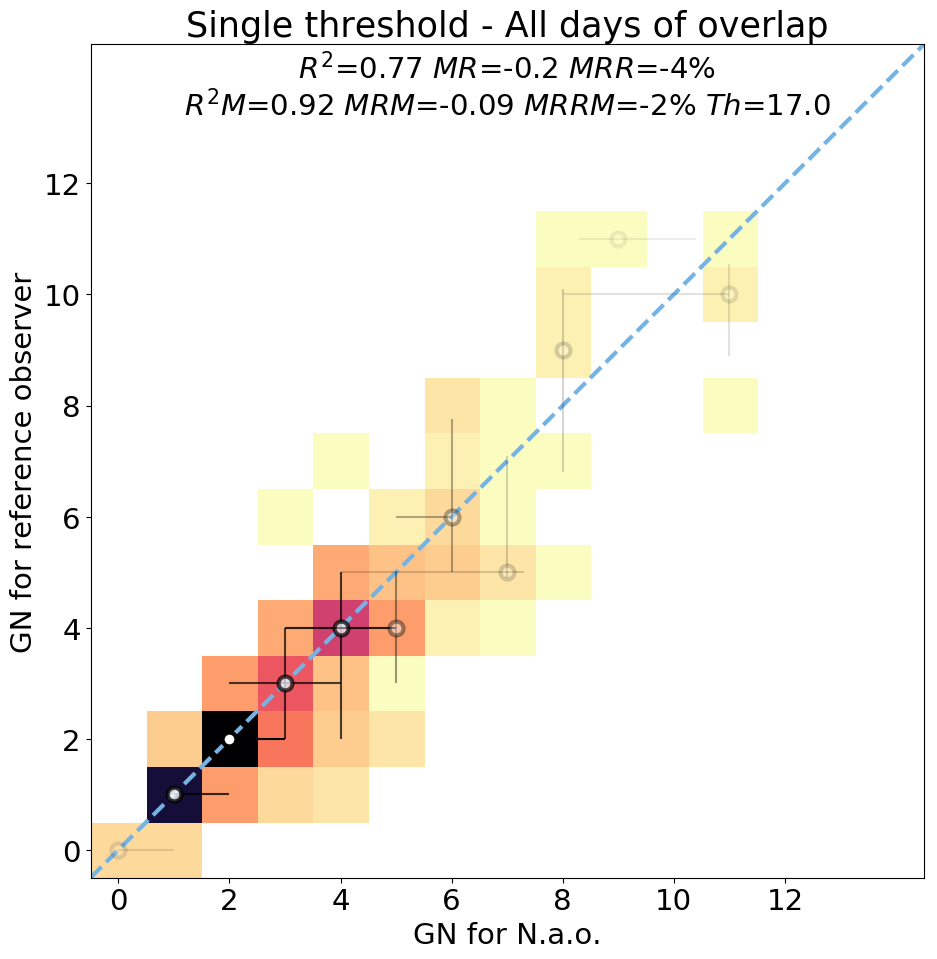 Single threshold - All days of overlap
R²=0.77 MR=-0.2 MRR=-4%
R²M=0.92 MRM=-0.09 MRRM=-2% Th=17.0
12
10
8
6
4
2
0
GN for reference observer
0 2 4 6 8 10 12
GN for N.a.o.